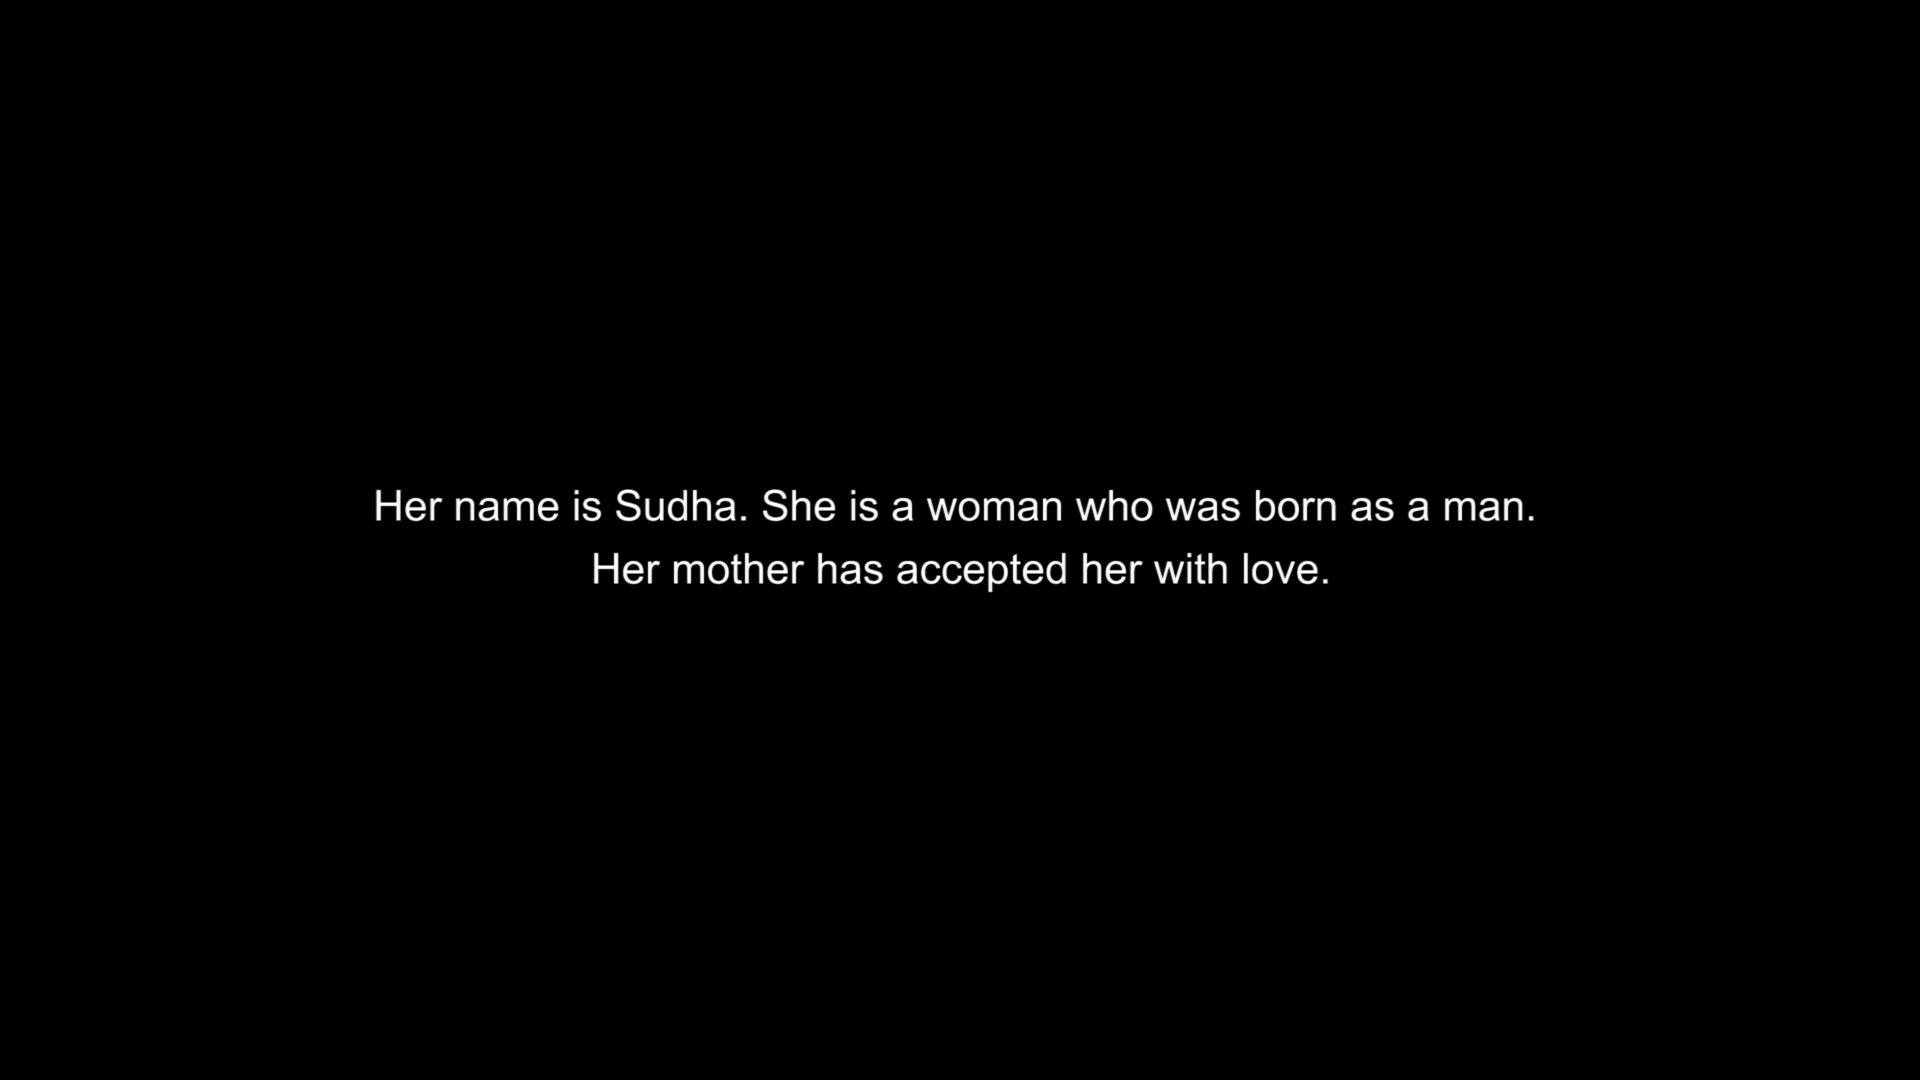 Her name is Sudha. She is a woman who was born as a man.
Her mother has accepted her with love.